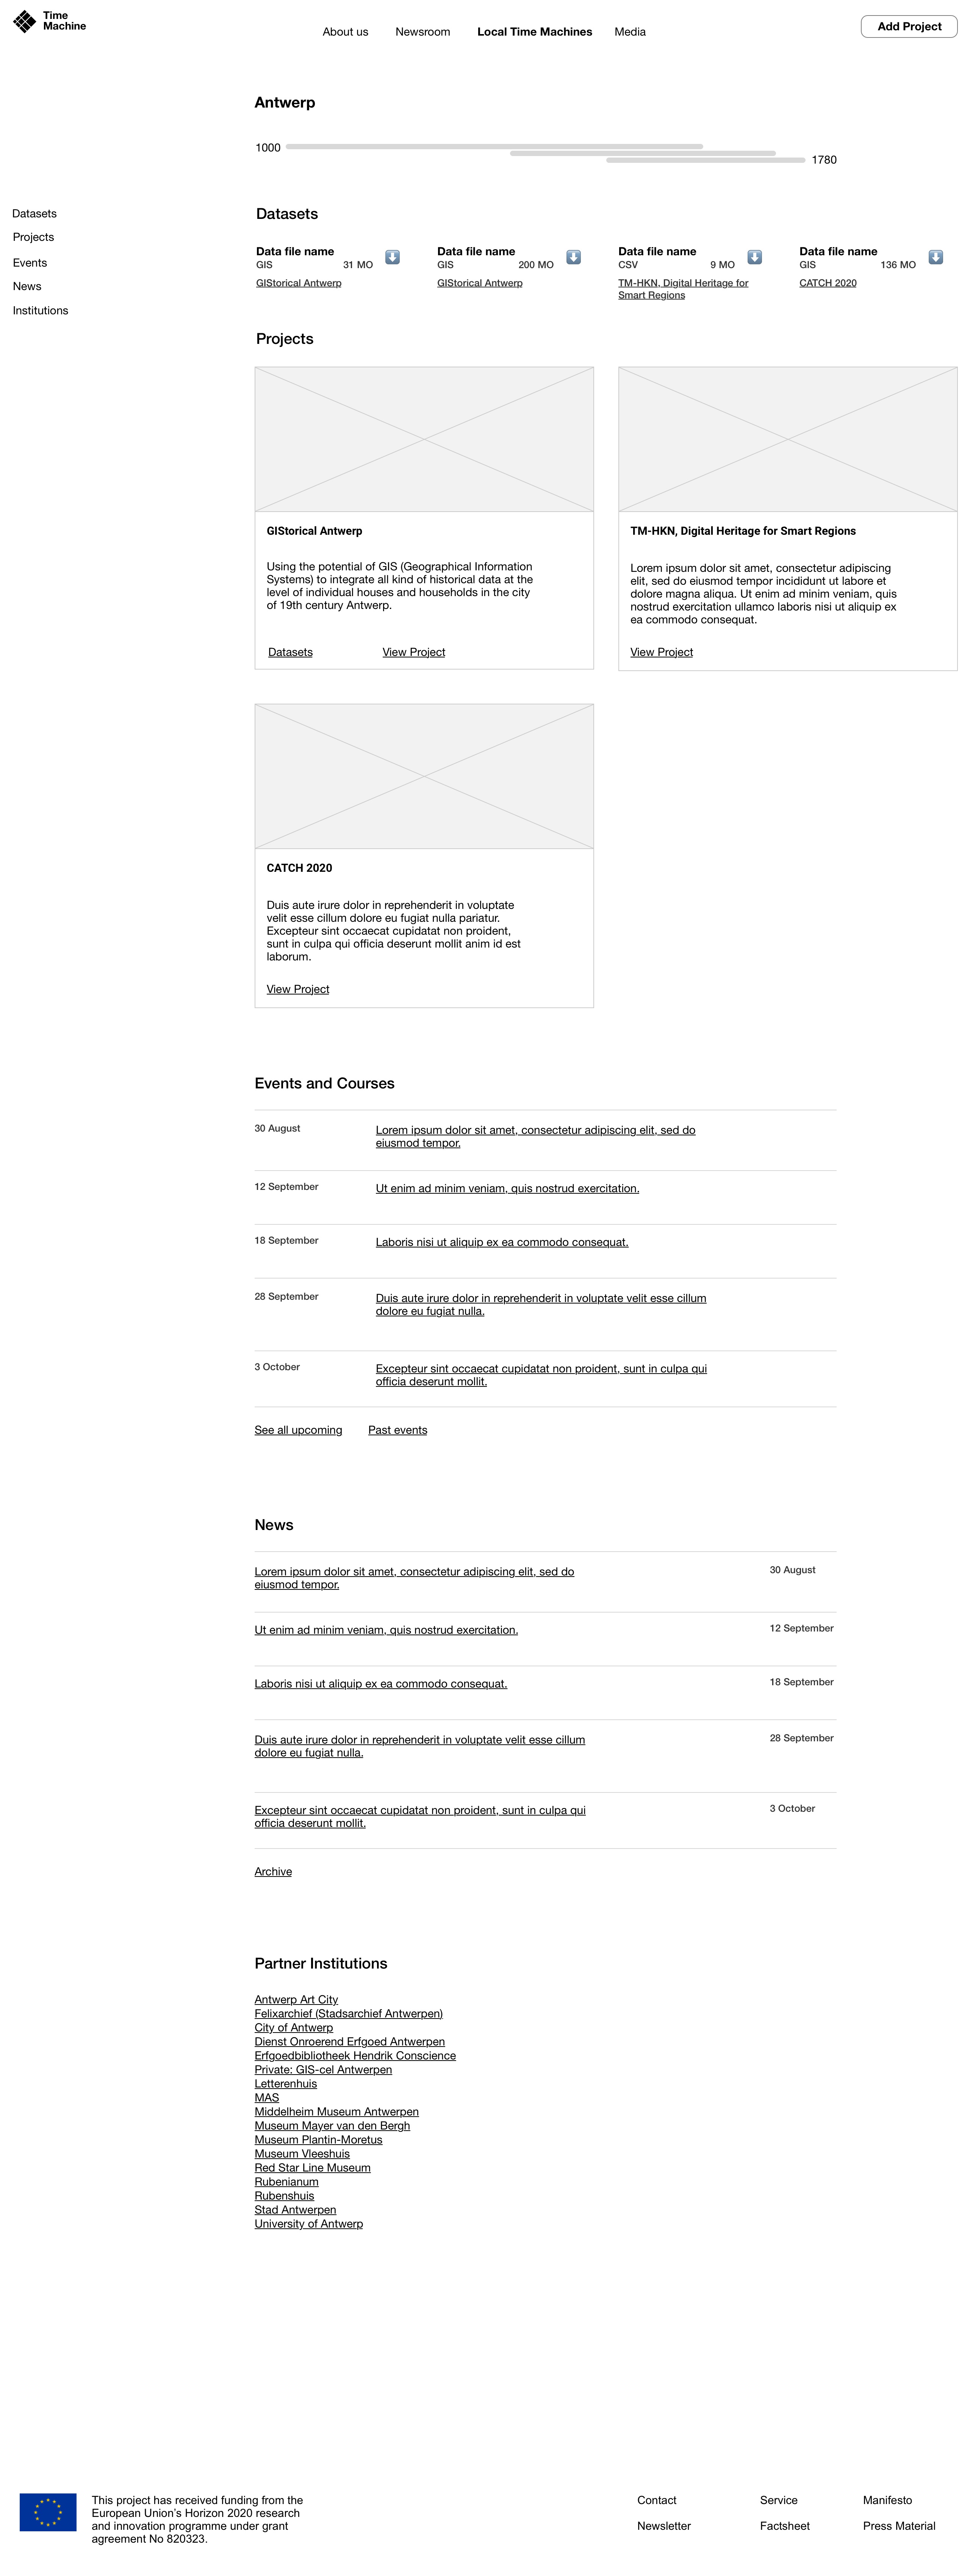 Time
Machine
About us
Newsroom
Local Time Machines
Media
Add Project
Antwerp
1000
1780
Datasets
Projects
Events
News
Institutions
Datasets
Data file name
GIS 31 MO
GIStorical Antwerp
Data file name
GIS 200 MO
GIStorical Antwerp
Data file name
CSV 9 MO
TM-HKN, Digital Heritage for
Smart Regions
Data file name
GIS 136 MO
CATCH 2020
Projects
GIStorical Antwerp
Using the potential of GIS (Geographical Information
Systems) to integrate all kind of historical data at the
level of individual houses and households in the city
of 19th century Antwerp.
Datasets View Project
TM-HKN, Digital Heritage for Smart Regions
Lorem ipsum dolor sit amet, consectetur adipiscing
elit, sed do eiusmod tempor incididunt ut labore et
dolore magna aliqua. Ut enim ad minim veniam, quis
nostrud exercitation ullamco laboris nisi ut aliquip ex
ea commodo consequat.
View Project
CATCH 2020
Duis aute irure dolor in reprehenderit in voluptate
velit esse cillum dolore eu fugiat nulla pariatur.
Excepteur sint occaecat cupidatat non proident,
sunt in culpa qui officia deserunt mollit anim id est
laborum.
View Project
Events and Courses
30 August
Lorem ipsum dolor sit amet, consectetur adipiscing elit, sed do
eiusmod tempor.
12 September
Ut enim ad minim veniam, quis nostrud exercitation.
18 September
Laboris nisi ut aliquip ex ea commodo consequat.
28 September
Duis aute irure dolor in reprehenderit in voluptate velit esse cillum
dolore eu fugiat nulla.
3 October
Excepteur sint occaecat cupidatat non proident, sunt in culpa qui
officia deserunt mollit.
See all upcoming Past events
News
Lorem ipsum dolor sit amet, consectetur adipiscing elit, sed do
eiusmod tempor.
30 August
Ut enim ad minim veniam, quis nostrud exercitation.
12 September
Laboris nisi ut aliquip ex ea commodo consequat.
18 September
Duis aute irure dolor in reprehenderit in voluptate velit esse cillum
dolore eu fugiat nulla.
28 September
Excepteur sint occaecat cupidatat non proident, sunt in culpa qui
officia deserunt mollit.
3 October
Archive
Partner Institutions
Antwerp Art City
Felixarchief (Stadsarchief Antwerpen)
City of Antwerp
Dienst Onroerend Erfgoed Antwerpen
Erfgoedbibliotheek Hendrik Conscience
Private: GIS-cel Antwerpen
Letterenhuis
MAS
Middelheim Museum Antwerpen
Museum Mayer van den Bergh
Museum Plantin-Moretus
Museum Vleeshuis
Red Star Line Museum
Rubenianum
Rubenshuis
Stad Antwerpen
University of Antwerp
This project has received funding from the
European Union's Horizon 2020 research
and innovation programme under grant
agreement No 820323.
Contact Service Manifesto
Newsletter Factsheet Press Material